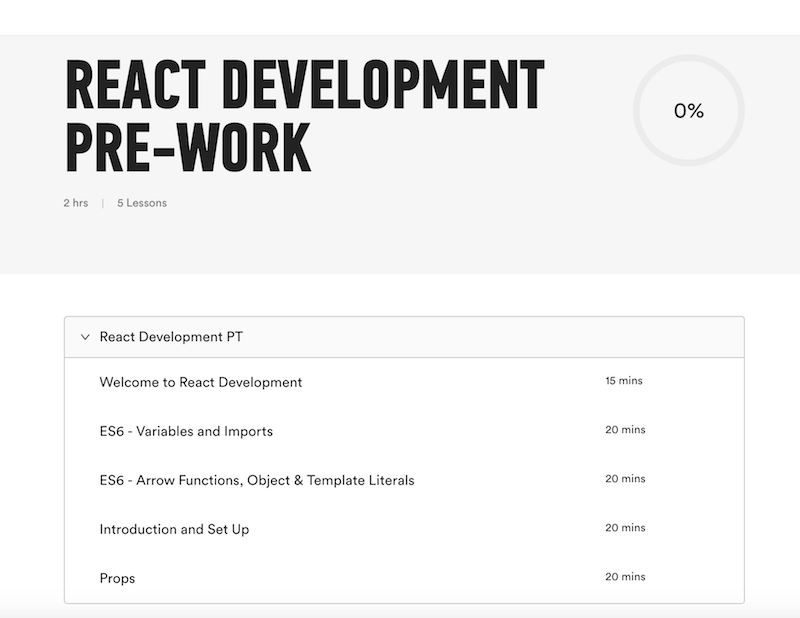 REACT DEVELOPMENT
PRE-WORK
0%
2 hrs | 5 Lessons
React Development PT
Welcome to React Development 15 mins
ES6 - Variables and Imports 20 mins
ES6 - Arrow Functions, Object & Template Literals 20 mins
Introduction and Set Up 20 mins
Props 20 mins